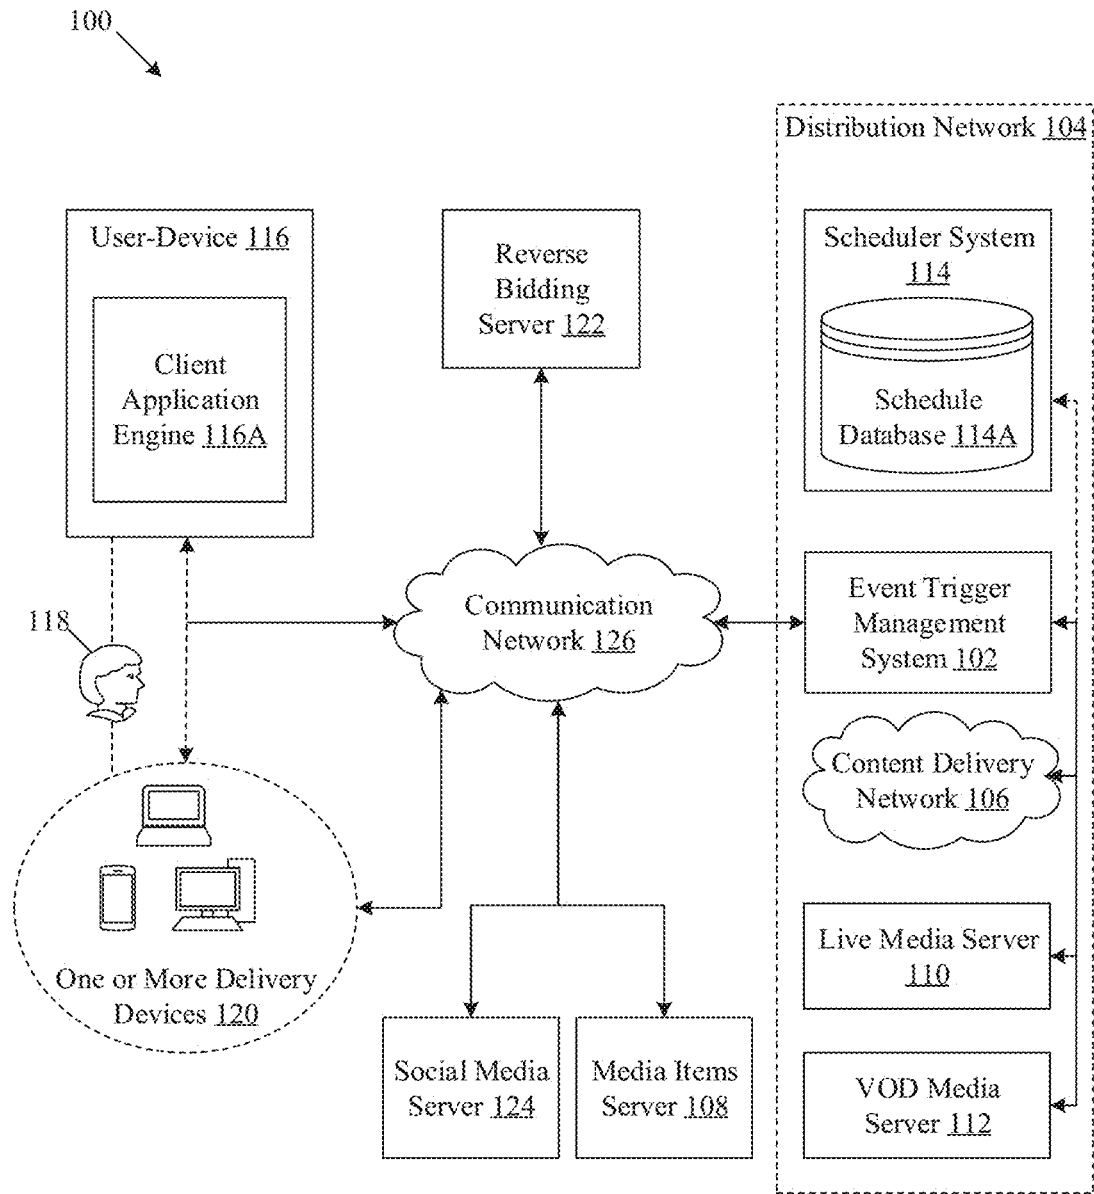 100
Distribution Network 104
User-Device 116
Client
Application
Engine 116A
Reverse
Bidding
Server 122
Scheduler System
114
Schedule
Database 114A
118
Communication
Network 126
Event Trigger
Management
System 102
Content Delivery
Network 106
One or More Delivery
Devices 120
Live Media Server
110
Social Media
Server 124
Media Items
Server 108
VOD Media
Server 112